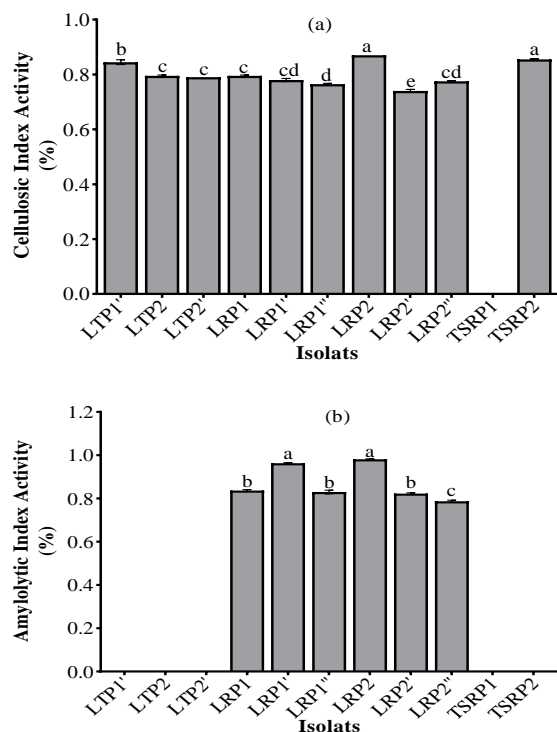 (a)
Cellulosic Index Activity
(%)
1.0
0.8
0.6
0.4
0.2
0.0
b
c
c
c
cd
d
a
e
cd
a
LTP1'
LTP2
LTP2'
LRP1
LRP1'
LRP1"
LRP2
LRP2'
LRP2"
TSRP1
TSRP2
Isolats
(b)
Amylolytic Index Activity
(%)
1.2
1.0
0.8
0.6
0.4
0.2
0.0
b
a
b
a
b
c
LTP1'
LTP2
LTP2'
LRP1
LRP1'
LRP1"
LRP2
LRP2'
LRP2"
TSRP1
TSRP2
Isolats